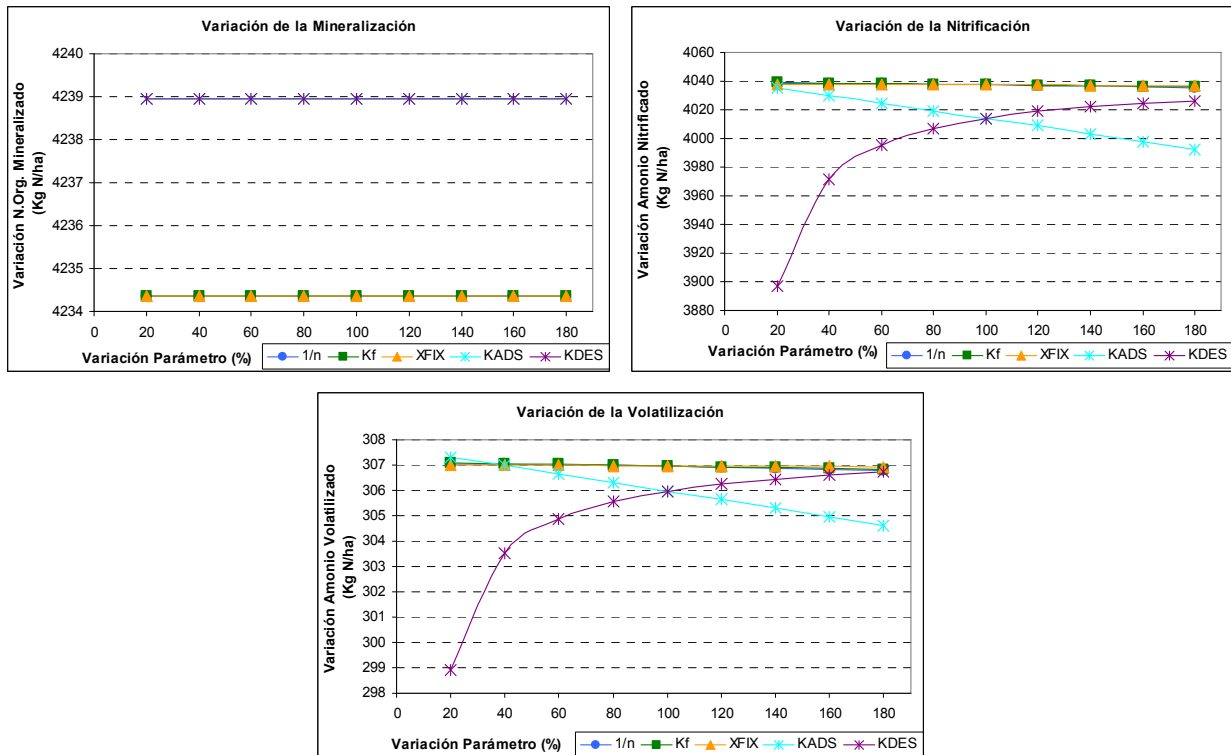 Variación de la Mineralización
4240
4239
4238
4237
4236
4235
4234
Variación N.Org. Mineralizado
(Kg N/ha)
0 20 40 60 80 100 120 140 160 180
Variación Parámetro (%)
1/n Kf XFIX KADS KDES
Variación de la Nitrificación
4060
4040
4020
4000
3980
3960
3940
3920
3900
3880
Variación Amonio Nitrificado
(Kg N/ha)
0 20 40 60 80 100 120 140 160 180
Variación Parámetro (%)
1/n Kf XFIX KADS KDES
Variación de la Volatilización
308
307
306
305
304
303
302
301
300
299
298
Variación Amonio Volatilizado
(Kg N/ha)
0 20 40 60 80 100 120 140 160 180
Variación Parámetro (%)
1/n Kf XFIX KADS KDES